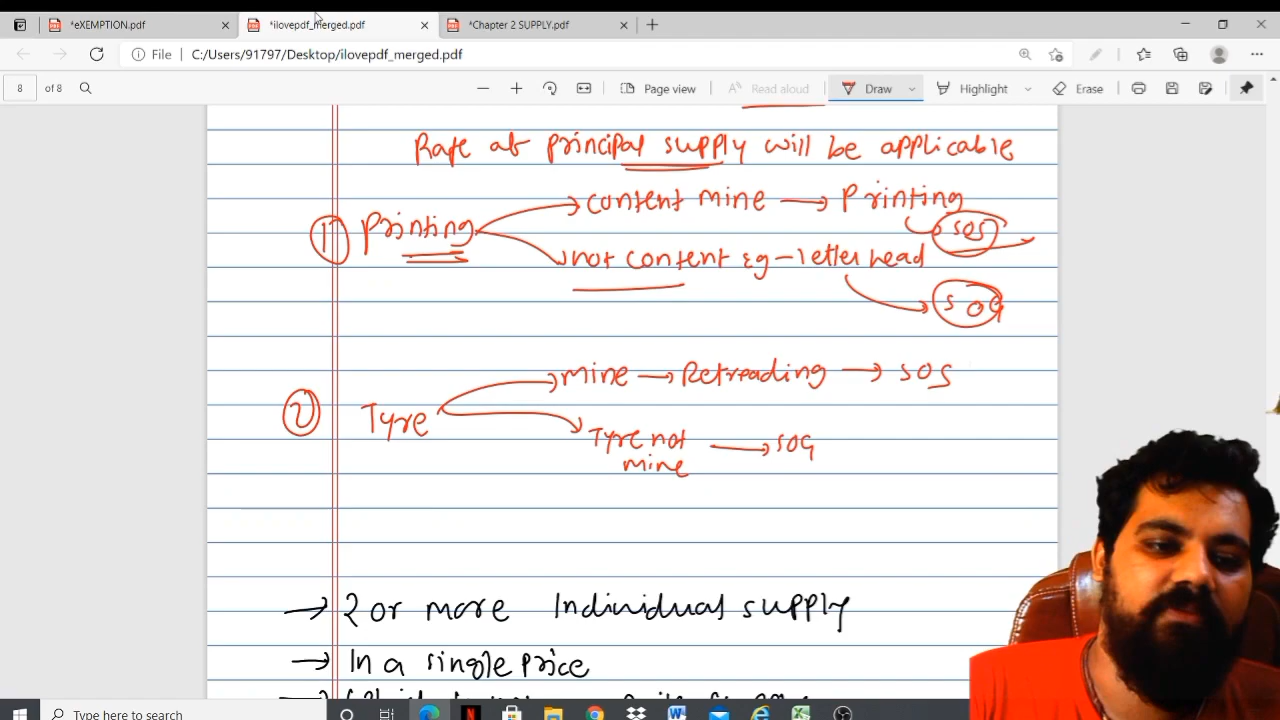 *eXEMPTION.pdf
*ilovepdf_merged.pdf
*Chapter 2 SUPPLY.pdf
File C:/Users/91797/Desktop/ilovepdf_merged.pdf
8 of 8 Page view Read aloud Draw Highlight Erase
Rate of principal supply will be applicable
1 Printing
content mine → Printing
SOS
not content Eg - letter head
SOG
2 Tyre
mine → Retreading → SOS
Tyre not mine → SOG
→ 2 or more Individual supply
→ In a single price
Type here to search